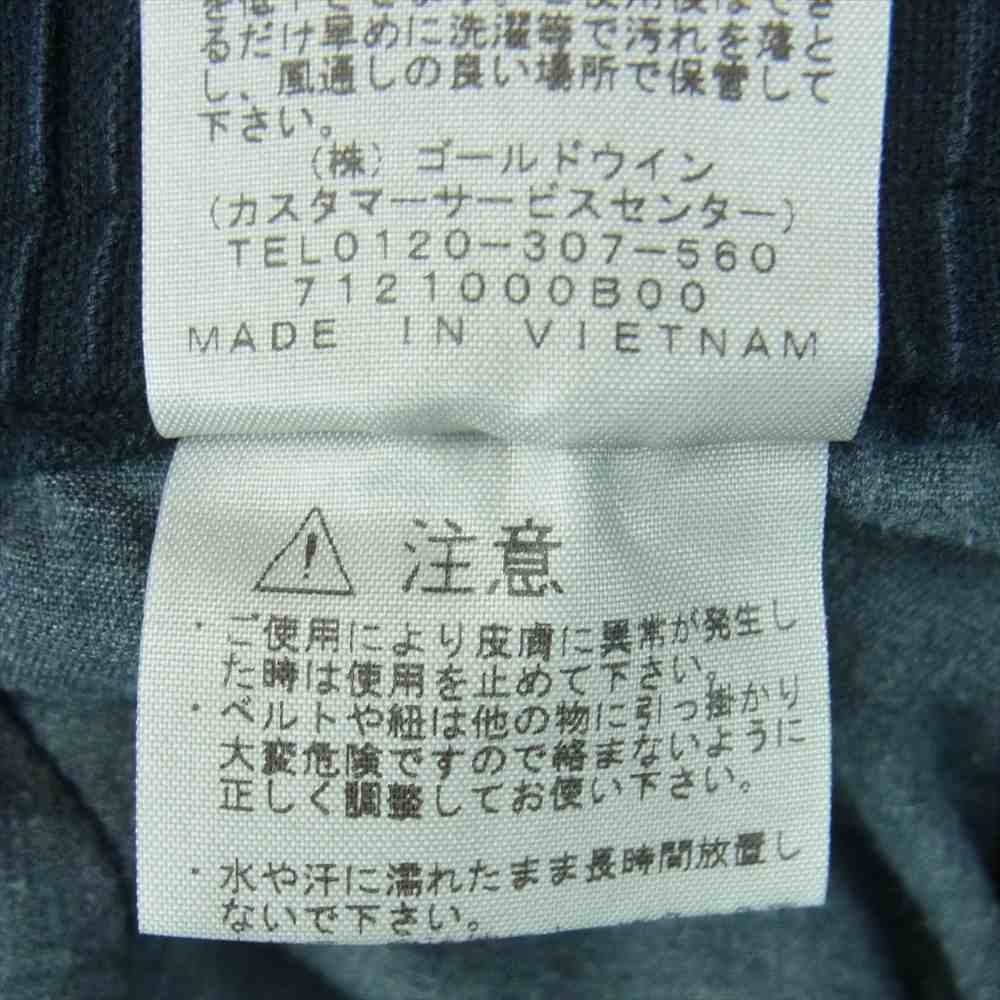 るだけ早めに洗濯等で汚れを落と
し、風通しの良い場所で保管して
下さい。
(株) ゴールドウイン
(カスタマーサービスセンター)
TEL0120-307-560
7121000B00
MADE IN VIETNAM
注意
・ご使用により皮膚に異常が発生し
た時は使用を止めて下さい。
・ベルトや紐は他の物に引っ掛かり
大変危険ですので絡まないように
正しく調整してお使い下さい。
・水や汗に濡れたまま長時間放置し
ないで下さい。